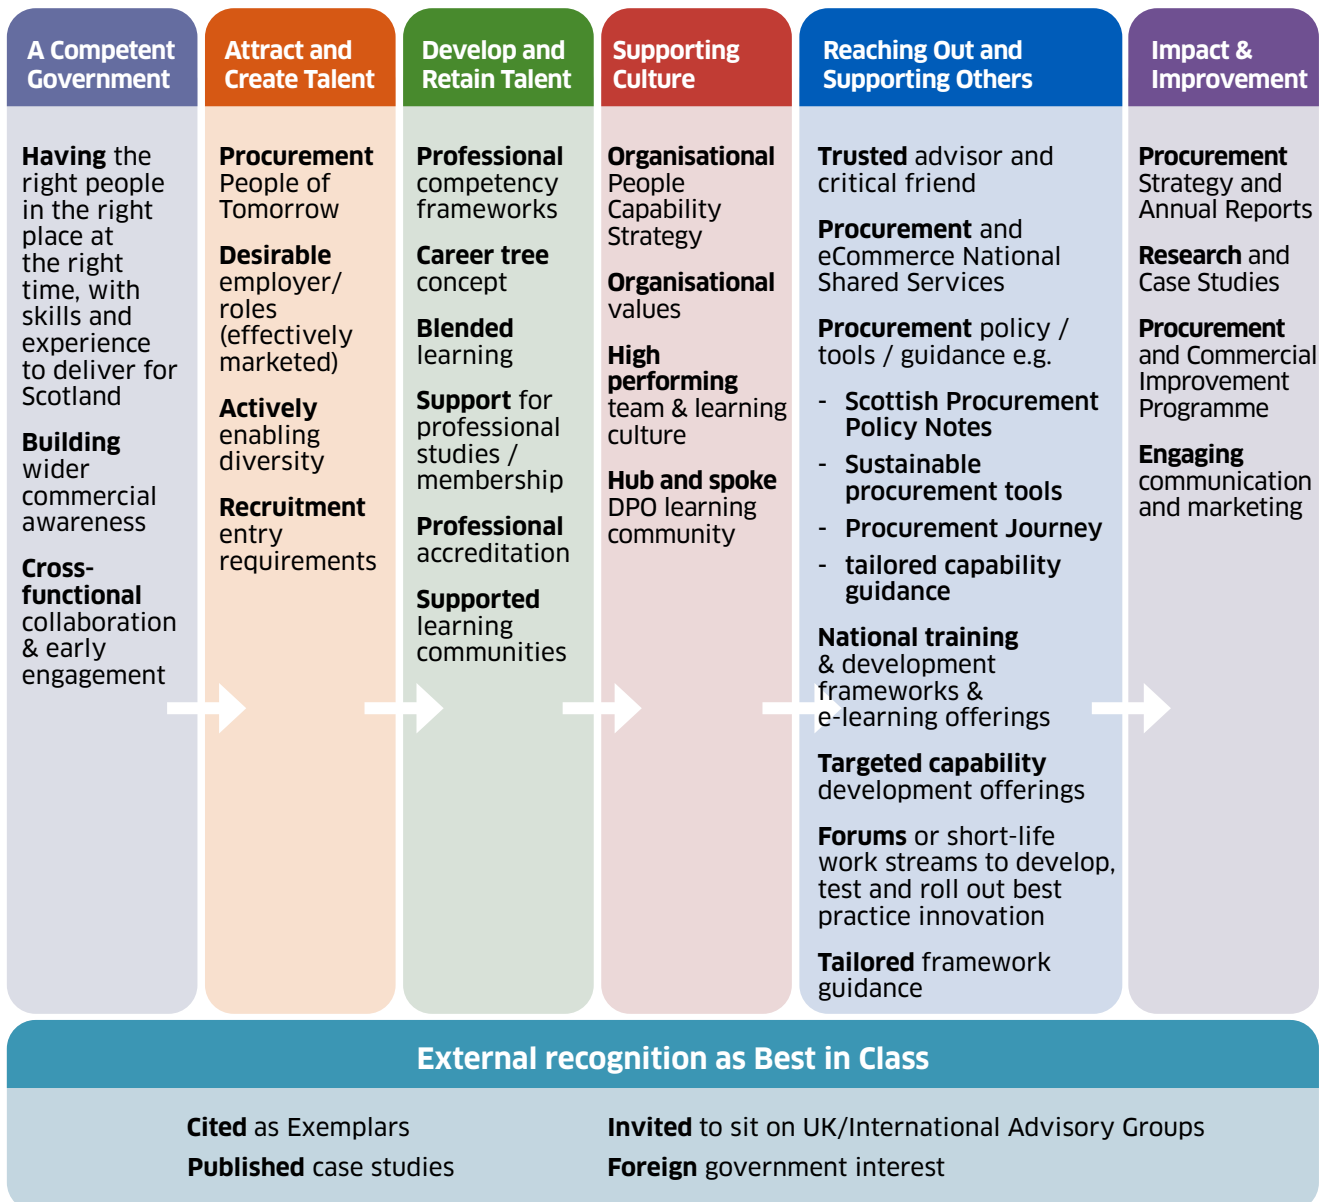 A Competent
Government
Having the
right people
in the right
place at
the right
time, with
skills and
experience
to deliver for
Scotland
Building
wider
commercial
awareness
Cross-
functional
collaboration
& early
engagement
Attract and
Create Talent
Procurement
People of
Tomorrow
Desirable
employer/
roles
(effectively
marketed)
Actively
enabling
diversity
Recruitment
entry
requirements
Develop and
Retain Talent
Professional
competency
frameworks
Career tree
concept
Blended
learning
Support for
professional
studies /
membership
Professional
accreditation
Supported
learning
communities
Supporting
Culture
Organisational
People
Capability
Strategy
Organisational
values
High
performing
team & learning
culture
Hub and spoke
DPO learning
community
Reaching Out and
Supporting Others
Trusted advisor and
critical friend
Procurement and
eCommerce National
Shared Services
Procurement policy /
tools / guidance e.g.
- Scottish Procurement
Policy Notes
- Sustainable
procurement tools
- Procurement Journey
- tailored capability
guidance
National training
& development
frameworks &
e-learning offerings
Targeted capability
development offerings
Forums or short-life
work streams to develop,
test and roll out best
practice innovation
Tailored framework
guidance
Impact &
Improvement
Procurement
Strategy and
Annual Reports
Research and
Case Studies
Procurement
and Commercial
Improvement
Programme
Engaging
communication
and marketing
External recognition as Best in Class
Cited as Exemplars
Published case studies
Invited to sit on UK/International Advisory Groups
Foreign government interest